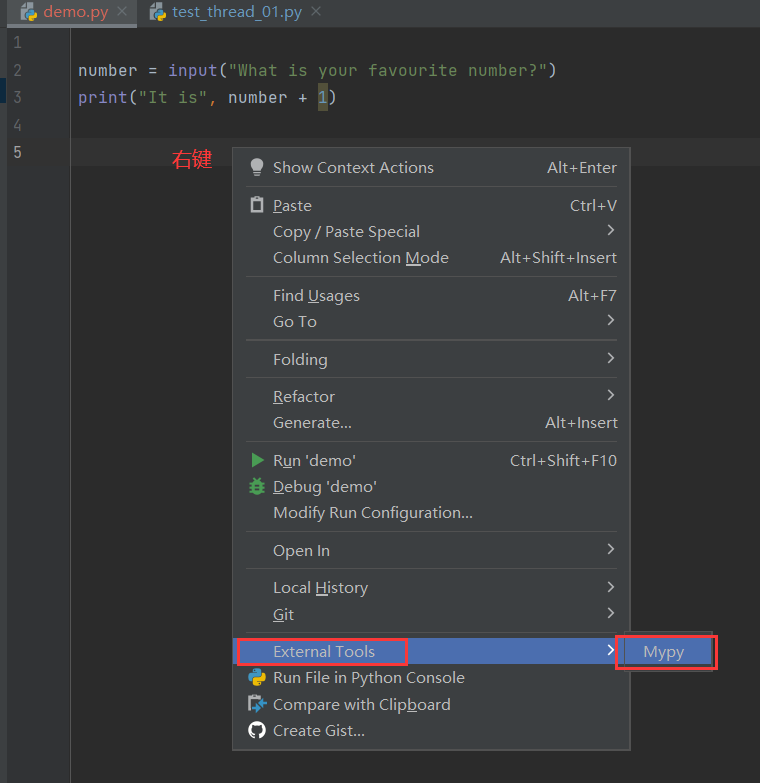 demo.py test_thread_01.py
1
2 number = input("What is your favourite number?")
3 print("It is", number + 1)
4
5
右键
Show Context Actions Alt+Enter
Paste Ctrl+V
Copy / Paste Special
Column Selection Mode Alt+Shift+Insert
Find Usages Alt+F7
Go To
Folding
Refactor
Generate... Alt+Insert
Run 'demo' Ctrl+Shift+F10
Debug 'demo'
Modify Run Configuration...
Open In
Local History
Git
External Tools Mypy
Run File in Python Console
Compare with Clipboard
Create Gist...